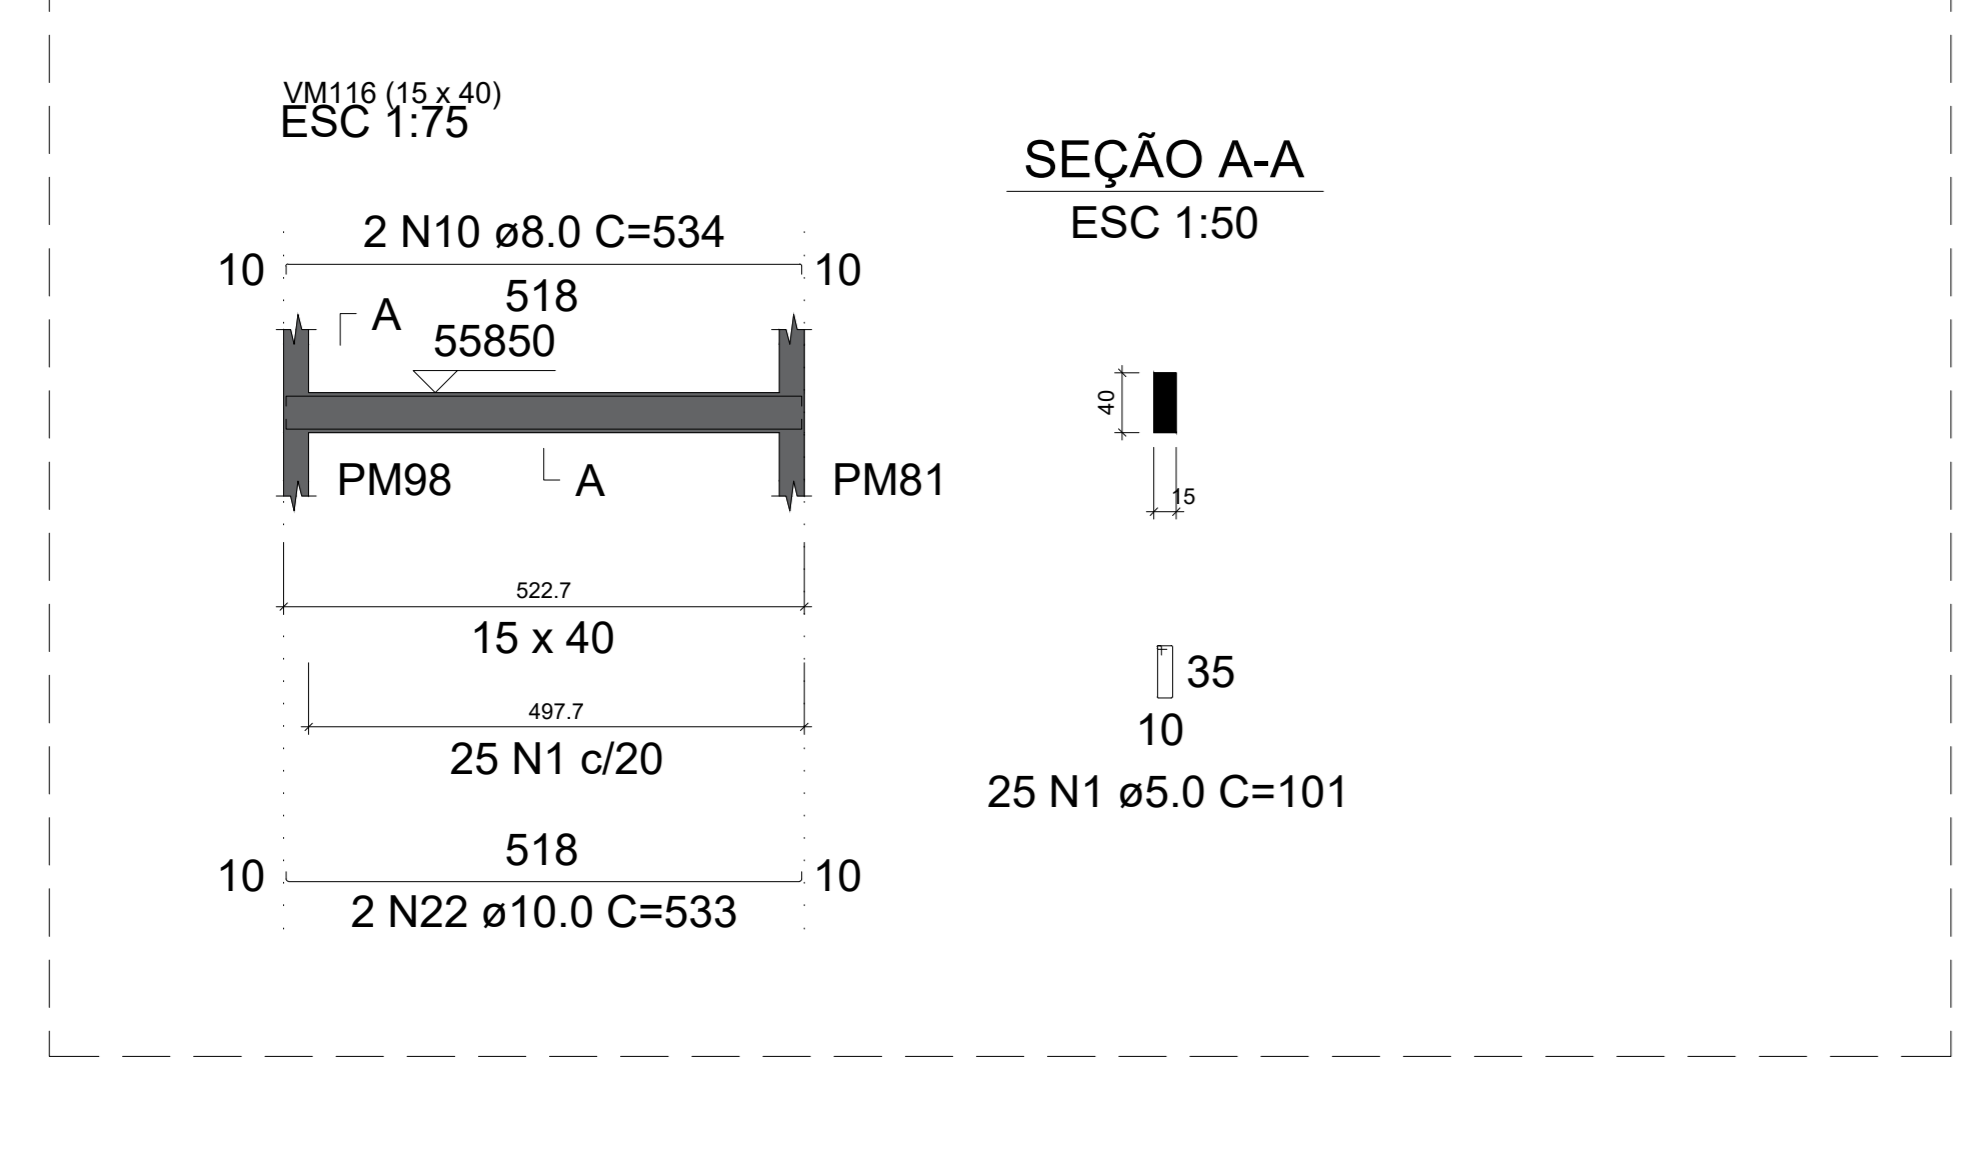 VM116 (15 x 40)
ESC 1:75
SEÇÃO A-A
ESC 1:50
2 N10 ø8.0 C=534
10
10
518
A
55850
40
PM98
A
PM81
15
522.7
15 x 40
35
497.7
10
25 N1 c/20
25 N1 ø5.0 C=101
518
10
10
2 N22 ø10.0 C=533